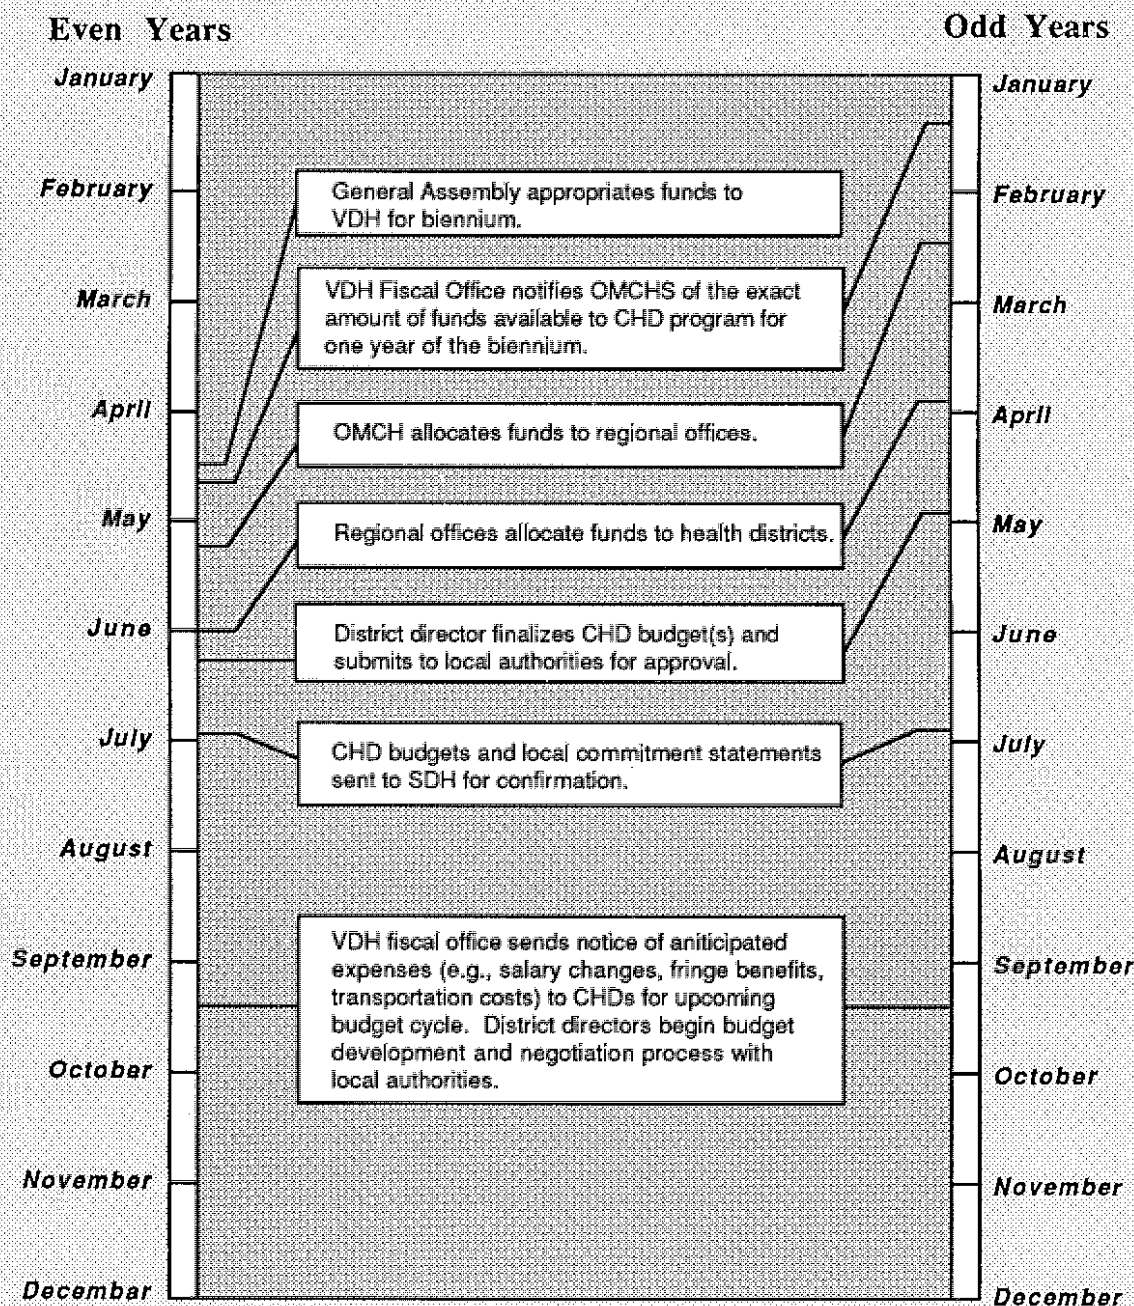 Even Years
Odd Years
January
February
March
April
May
June
July
August
September
October
November
December
General Assembly appropriates funds to
VDH for biennium.
VDH Fiscal Office notifies OMCHS of the exact
amount of funds available to CHD program for
one year of the biennium.
OMCH allocates funds to regional offices.
Regional offices allocate funds to health districts.
District director finalizes CHD budget(s) and
submits to local authorities for approval.
CHD budgets and local commitment statements
sent to SDH for confirmation.
VDH fiscal office sends notice of aniticipated
expenses (e.g., salary changes, fringe benefits,
transportation costs) to CHDs for upcoming
budget cycle. District directors begin budget
development and negotiation process with
local authorities.
January
February
March
April
May
June
July
August
September
October
November
December